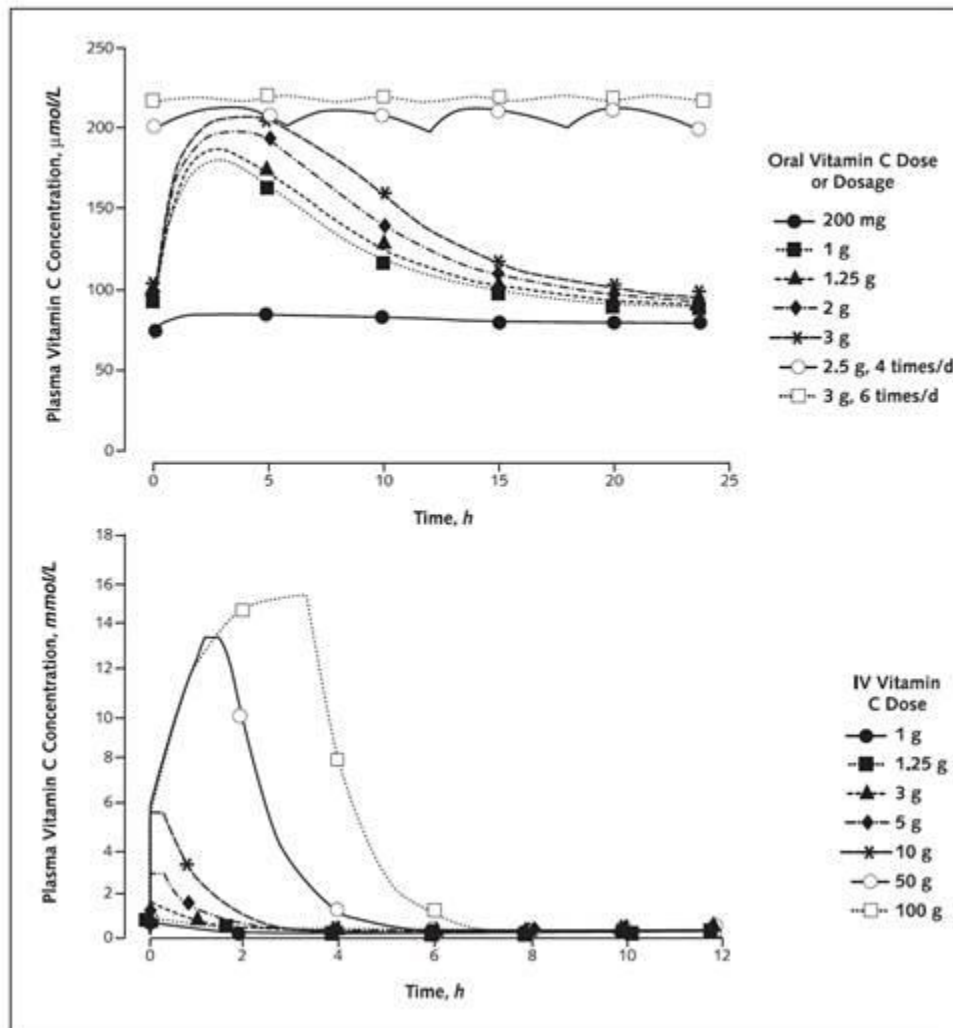 250
200
150
100
50
0
Plasma Vitamin C Concentration, μmol/L
0 5 10 15 20 25
Time, h
Oral Vitamin C Dose
or Dosage
200 mg
1 g
1.25 g
2 g
3 g
2.5 g, 4 times/d
3 g, 6 times/d
18
16
14
12
10
8
6
4
2
0
Plasma Vitamin C Concentration, mmol/L
0 2 4 6 8 10 12
Time, h
IV Vitamin
C Dose
1 g
1.25 g
3 g
5 g
10 g
50 g
100 g